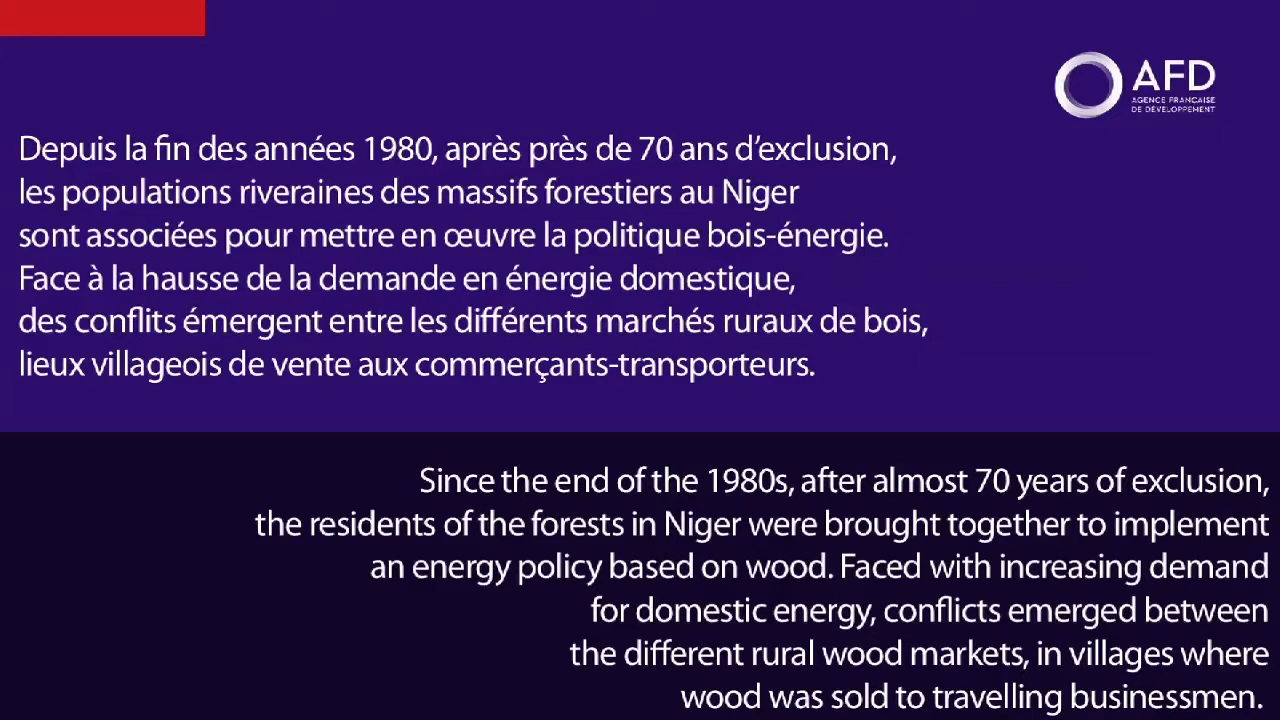 AFD
AGENCE FRANÇAISE
DE DÉVELOPPEMENT
Depuis la fin des années 1980, après près de 70 ans d’exclusion,
les populations riveraines des massifs forestiers au Niger
sont associées pour mettre en œuvre la politique bois-énergie.
Face à la hausse de la demande en énergie domestique,
des conflits émergent entre les différents marchés ruraux de bois,
lieux villageois de vente aux commerçants-transporteurs.
Since the end of the 1980s, after almost 70 years of exclusion,
the residents of the forests in Niger were brought together to implement
an energy policy based on wood. Faced with increasing demand
for domestic energy, conflicts emerged between
the different rural wood markets, in villages where
wood was sold to travelling businessmen.